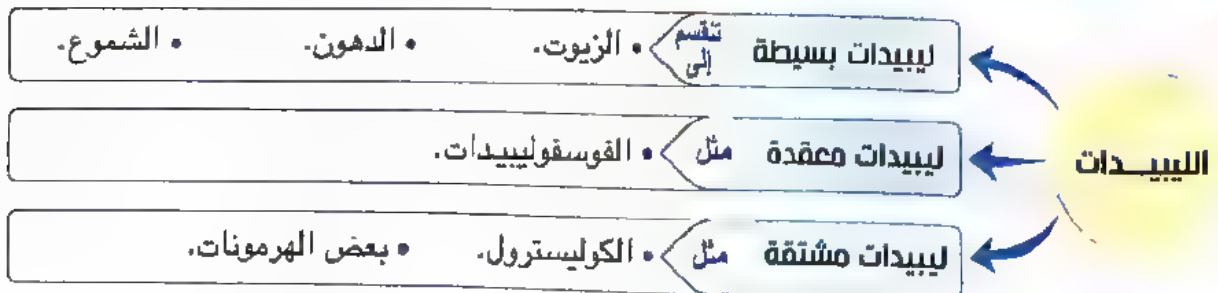 الليبيدات
ليبيدات بسيطة تنقسم إلى • الزيوت. • الدهون. • الشموع.
ليبيدات معقدة مثل • الفوسفوليبيدات.
ليبيدات مشتقة مثل • الكوليسترول. • بعض الهرمونات.